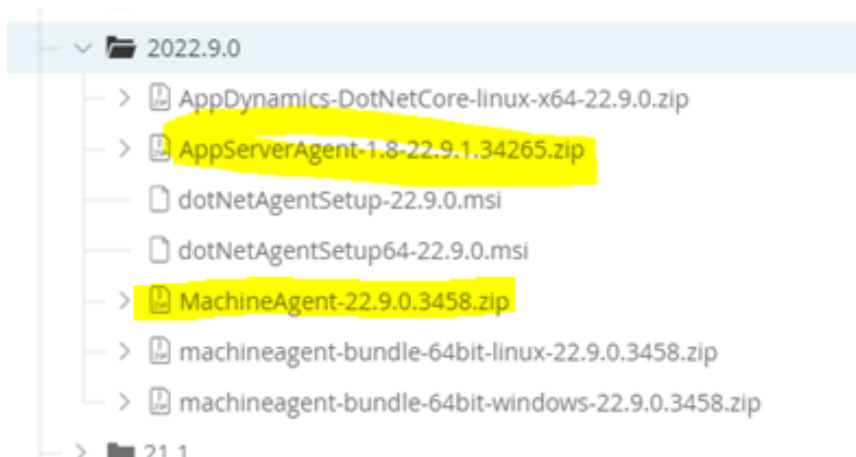 2022.9.0
AppDynamics-DotNetCore-linux-x64-22.9.0.zip
AppServerAgent-1.8-22.9.1.34265.zip
dotNetAgentSetup-22.9.0.msi
dotNetAgentSetup64-22.9.0.msi
MachineAgent-22.9.0.3458.zip
machineagent-bundle-64bit-linux-22.9.0.3458.zip
machineagent-bundle-64bit-windows-22.9.0.3458.zip
21.1